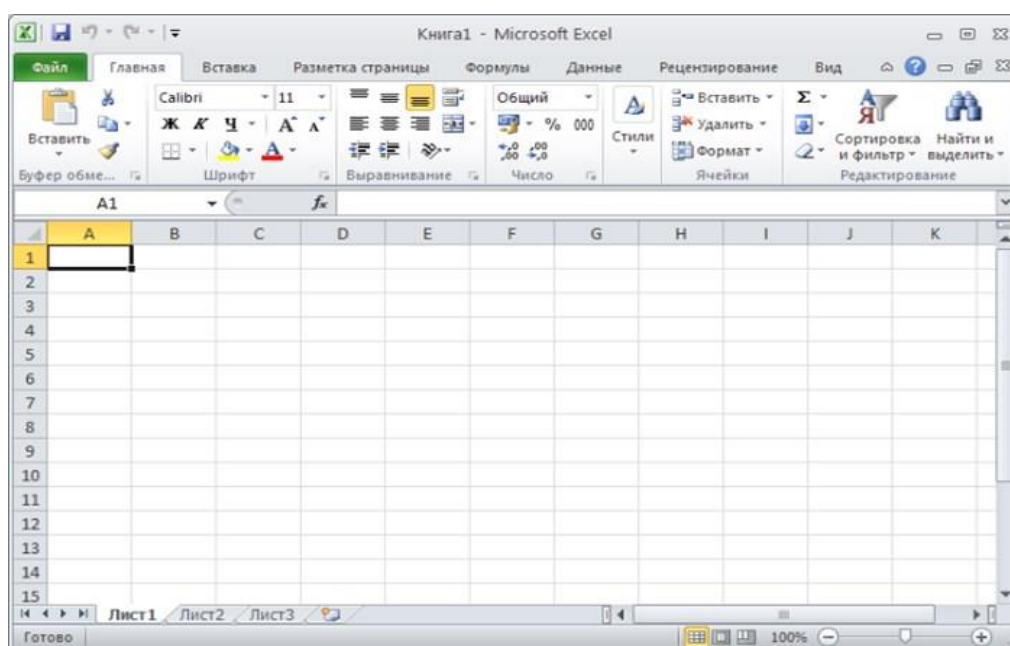 Книга1 - Microsoft Excel
Файл Главная Вставка Разметка страницы Формулы Данные Рецензирование Вид
Calibri 11 Общий Вставить Σ
Вставить Ж К Ч A A % 000 Стили Удалить Сортировка и фильтр Найти и выделить
A ,00 ,0 Формат
Буфер обме... Шрифт Выравнивание Число Ячейки Редактирование
A1 fx
A B C D E F G H I J K
1
2
3
4
5
6
7
8
9
10
11
12
13
14
15
Лист1 Лист2 Лист3
Готово 100%